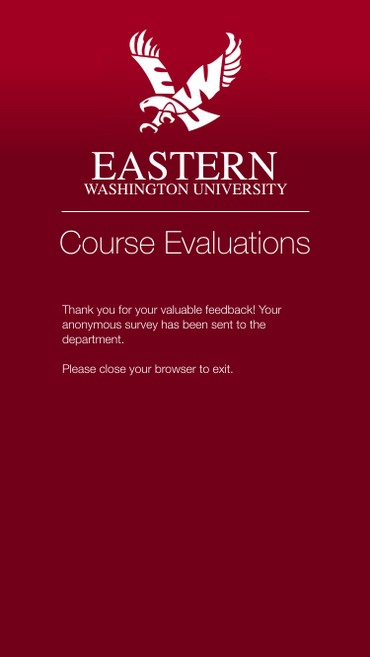 EASTERN
WASHINGTON UNIVERSITY
Course Evaluations
Thank you for your valuable feedback! Your
anonymous survey has been sent to the
department.
Please close your browser to exit.